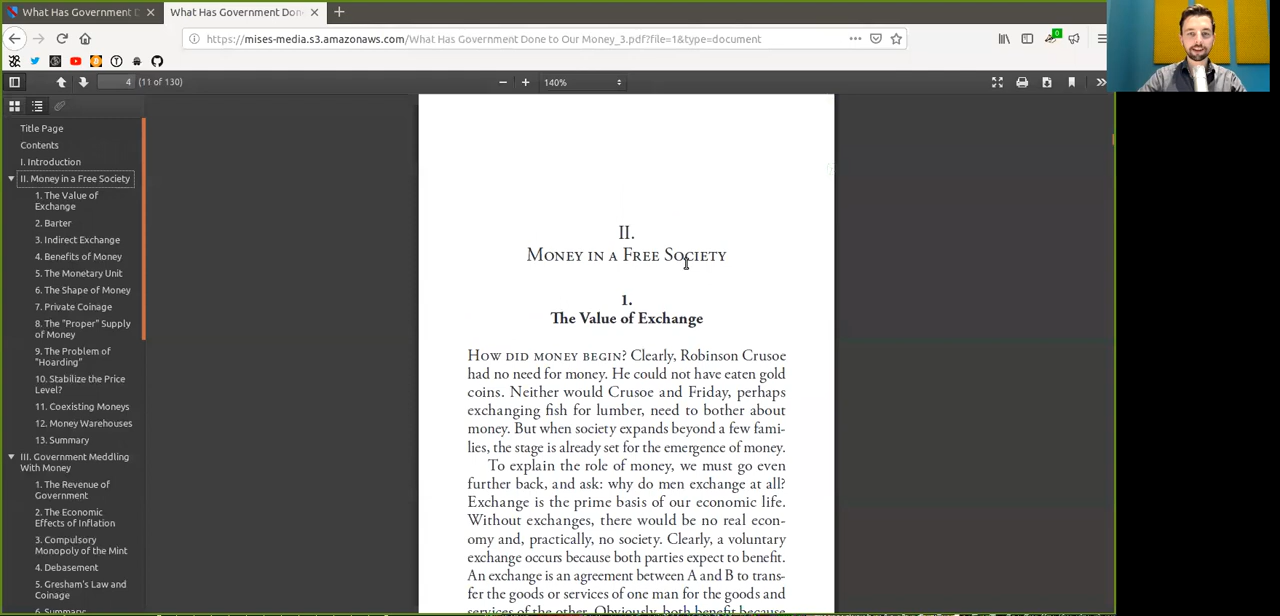 What Has Government D
What Has Government Don
https://mises-media.s3.amazonaws.com/What Has Government Done to Our Money_3.pdf?file=1&type=document
0
4 (11 of 130)
140%
Title Page
Contents
I. Introduction
II. Money in a Free Society
1. The Value of
Exchange
2. Barter
3. Indirect Exchange
4. Benefits of Money
5. The Monetary Unit
6. The Shape of Money
7. Private Coinage
8. The "Proper" Supply
of Money
9. The Problem of
"Hoarding"
10. Stabilize the Price
Level?
11. Coexisting Moneys
12. Money Warehouses
13. Summary
III. Government Meddling
With Money
1. The Revenue of
Government
2. The Economic
Effects of Inflation
3. Compulsory
Monopoly of the Mint
4. Debasement
5. Gresham's Law and
Coinage
6. Summary
II.
Money in a Free Society
1.
The Value of Exchange
How did money begin? Clearly, Robinson Crusoe
had no need for money. He could not have eaten gold
coins. Neither would Crusoe and Friday, perhaps
exchanging fish for lumber, need to bother about
money. But when society expands beyond a few fami-
lies, the stage is already set for the emergence of money.
To explain the role of money, we must go even
further back, and ask: why do men exchange at all?
Exchange is the prime basis of our economic life.
Without exchanges, there would be no real econ-
omy and, practically, no society. Clearly, a voluntary
exchange occurs because both parties expect to benefit.
An exchange is an agreement between A and B to trans-
fer the goods or services of one man for the goods and
services of the other. Obviously, both benefit because